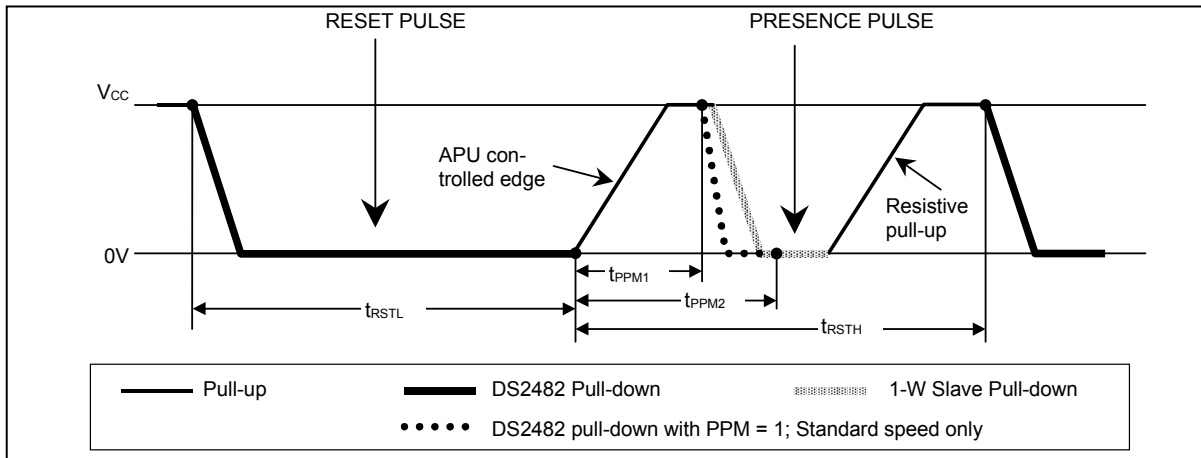 RESET PULSE
PRESENCE PULSE
VCC
APU con-
trolled edge
Resistive
pull-up
0V
tPPM1
tPPM2
tRSTL
tRSTH
Pull-up
DS2482 Pull-down
1-W Slave Pull-down
DS2482 pull-down with PPM = 1; Standard speed only